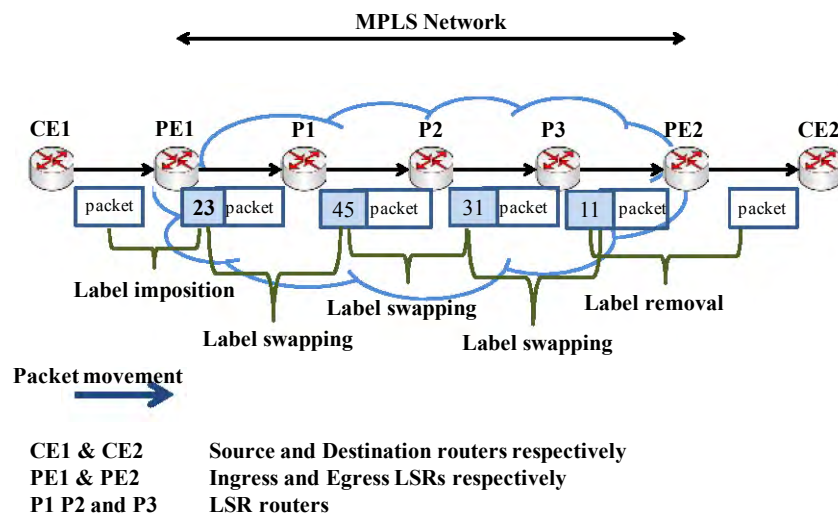 MPLS Network
CE1 PE1 P1 P2 P3 PE2 CE2
packet 23 packet 45 packet 31 packet 11 packet packet
Label imposition Label swapping Label removal
Label swapping Label swapping
Packet movement
CE1 & CE2 Source and Destination routers respectively
PE1 & PE2 Ingress and Egress LSRs respectively
P1 P2 and P3 LSR routers